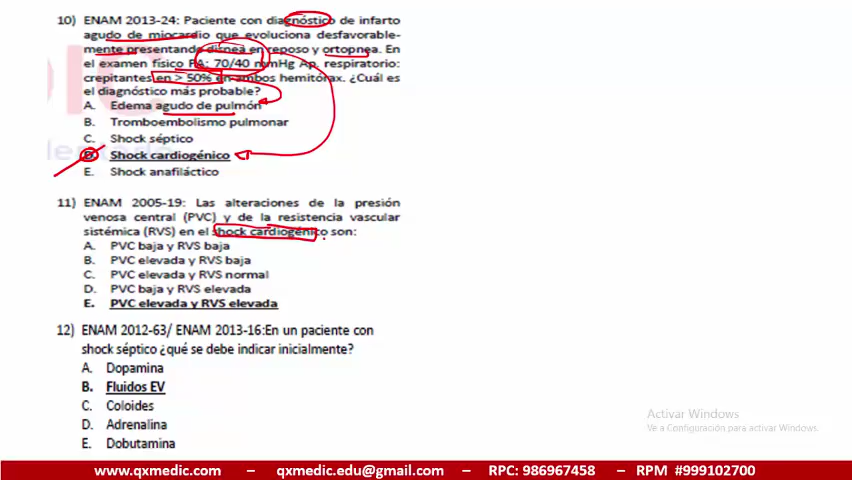 10) ENAM 2013-24: Paciente con diagnóstico de infarto
agudo de miocardio que evoluciona desfavorable-
mente presentando disnea en reposo y ortopnea. En
el examen físico PA: 70/40 mmHg Ap. respiratorio:
crepitantes en > 50% en ambos hemitórax. ¿Cuál es
el diagnóstico más probable?
A. Edema agudo de pulmón
B. Tromboembolismo pulmonar
C. Shock séptico
D. Shock cardiogénico
E. Shock anafiláctico
11) ENAM 2005-19: Las alteraciones de la presión
venosa central (PVC) y de la resistencia vascular
sistémica (RVS) en el shock cardiogénico son:
A. PVC baja y RVS baja
B. PVC elevada y RVS baja
C. PVC elevada y RVS normal
D. PVC baja y RVS elevada
E. PVC elevada y RVS elevada
12) ENAM 2012-63/ ENAM 2013-16:En un paciente con
shock séptico ¿qué se debe indicar inicialmente?
A. Dopamina
B. Fluidos EV
C. Coloides
D. Adrenalina
E. Dobutamina
Activar Windows
Ve a Configuración para activar Windows.
www.qxmedic.com – qxmedic.edu@gmail.com – RPC: 986967458 – RPM #999102700